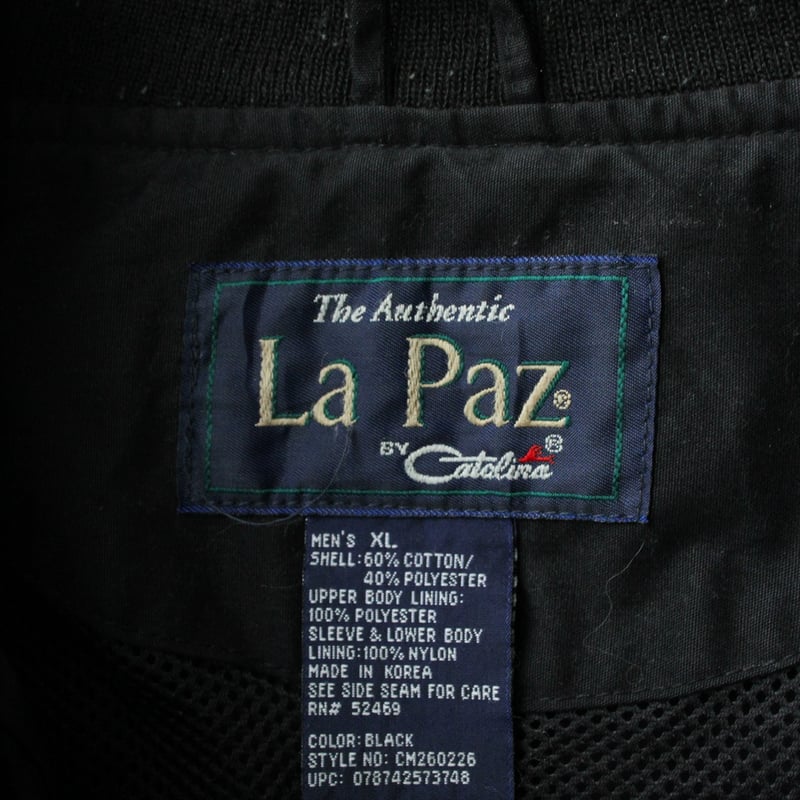 The Authentic
La Paz®
BY Catalina®
MEN'S XL
SHELL: 60% COTTON/
40% POLYESTER
UPPER BODY LINING:
100% POLYESTER
SLEEVE & LOWER BODY
LINING: 100% NYLON
MADE IN KOREA
SEE SIDE SEAM FOR CARE
RN# 52469
COLOR: BLACK
STYLE NO: CM260226
UPC: 078742573748